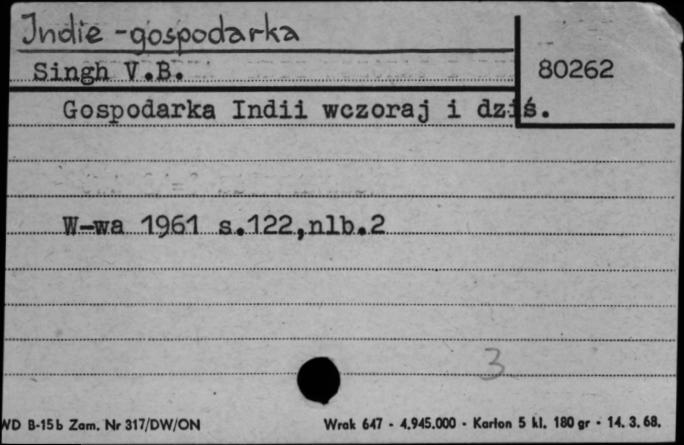 Indie - gospodarka
Singh V.B.
80262
Gospodarka Indii wczoraj i dziś.
W-wa 1961 s.122,nlb.2
3
WD B-15b Zam. Nr 317/DW/ON
Wrak 647 - 4.945.000 - Karton 5 kl. 180 gr - 14. 3. 68.